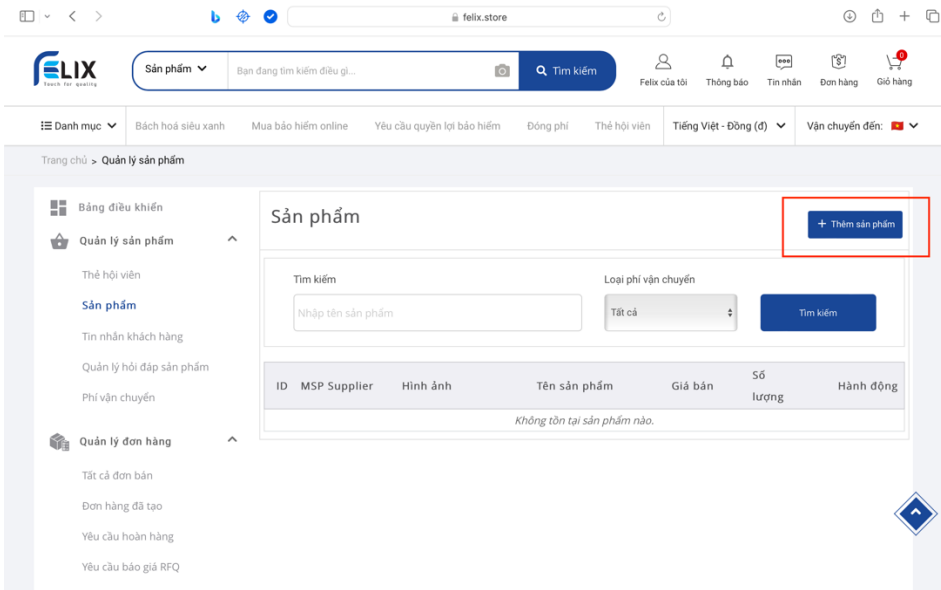 felix.store
FELIX
Touch for quality
Sản phẩm
Bạn đang tìm kiếm điều gì...
Tìm kiếm
Felix của tôi
Thông báo
Tin nhắn
Đơn hàng
0
Giỏ hàng
Danh mục
Bách hoá siêu xanh
Mua bảo hiểm online
Yêu cầu quyền lợi bảo hiểm
Đóng phí
Thẻ hội viên
Tiếng Việt - Đồng (đ)
Vận chuyển đến:
Trang chủ > Quản lý sản phẩm
Bảng điều khiển
Quản lý sản phẩm
Thẻ hội viên
Sản phẩm
Tin nhắn khách hàng
Quản lý hỏi đáp sản phẩm
Phí vận chuyển
Quản lý đơn hàng
Tất cả đơn bán
Đơn hàng đã tạo
Yêu cầu hoàn hàng
Yêu cầu báo giá RFQ
Sản phẩm
+ Thêm sản phẩm
Tìm kiếm
Loại phí vận chuyển
Nhập tên sản phẩm
Tất cả
Tìm kiếm
ID MSP Supplier Hình ảnh Tên sản phẩm Giá bán Số lượng Hành động
Không tồn tại sản phẩm nào.